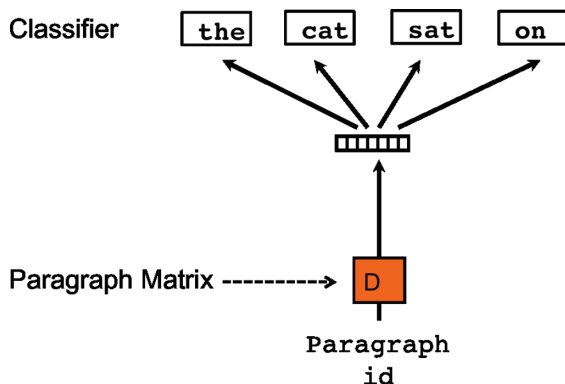 Classifier
the cat sat on
Paragraph Matrix
D
Paragraph
id